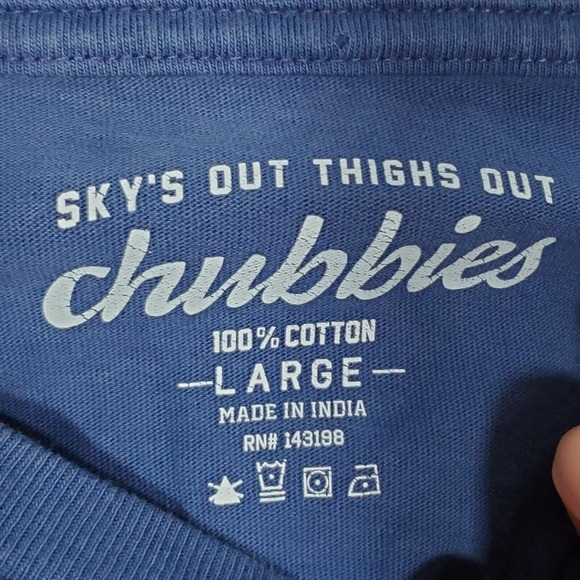 SKY'S OUT THIGHS OUT
chubbies
100% COTTON
—LARGE—
MADE IN INDIA
RN# 143198